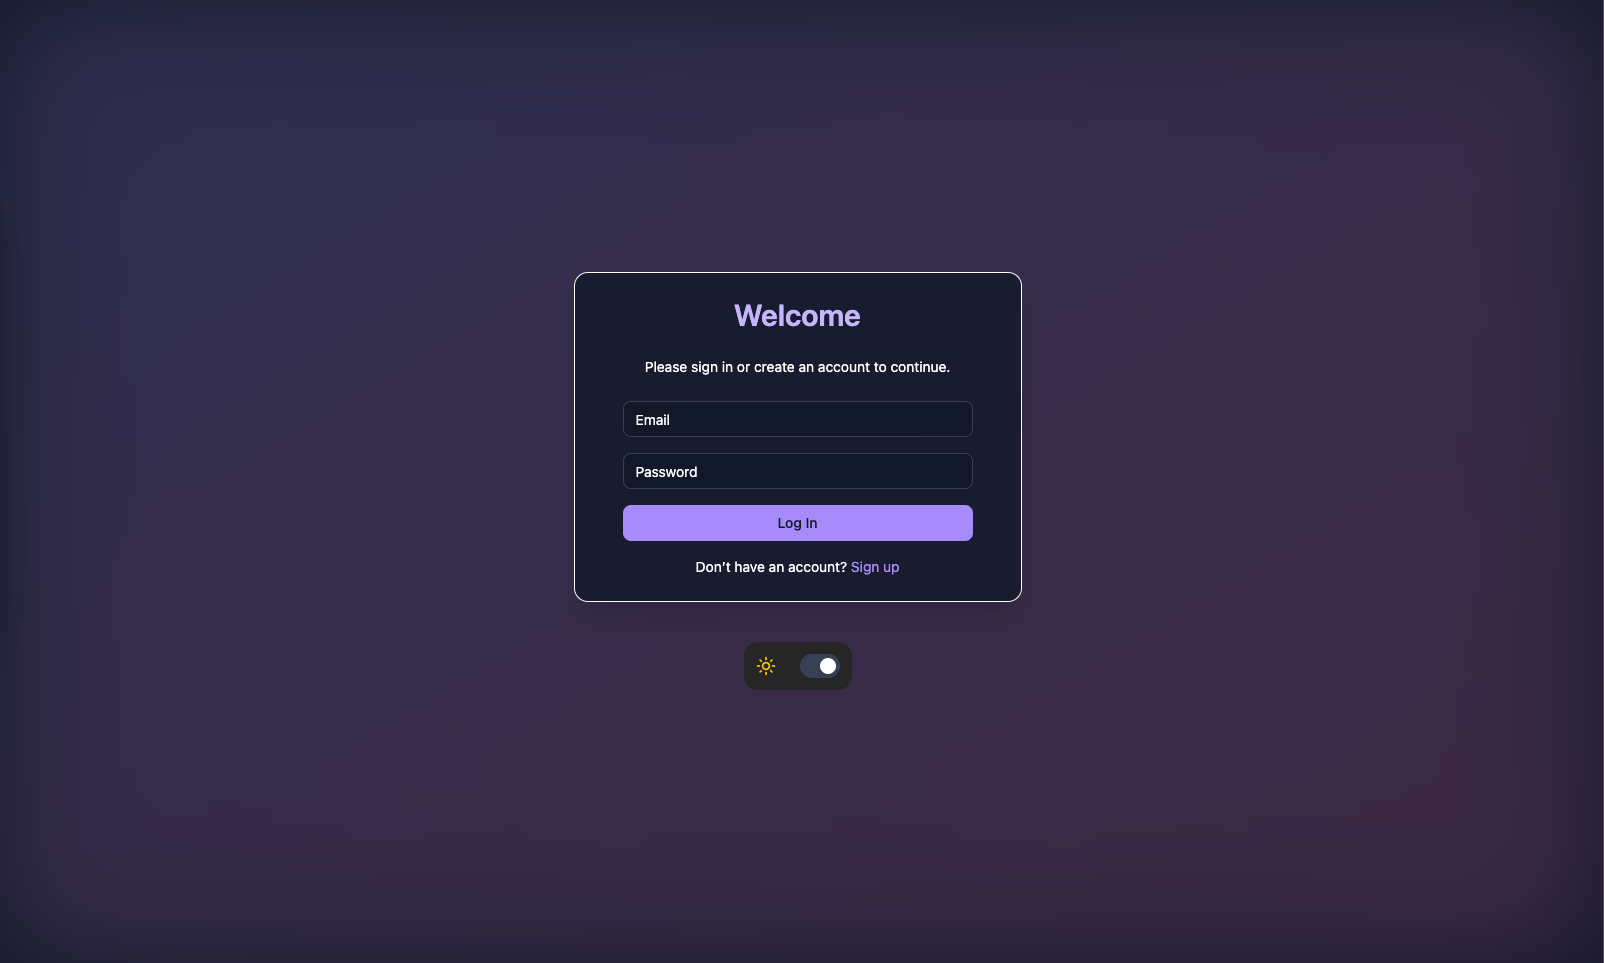 Welcome
Please sign in or create an account to continue.
Email
Password
Log In
Don’t have an account? Sign up